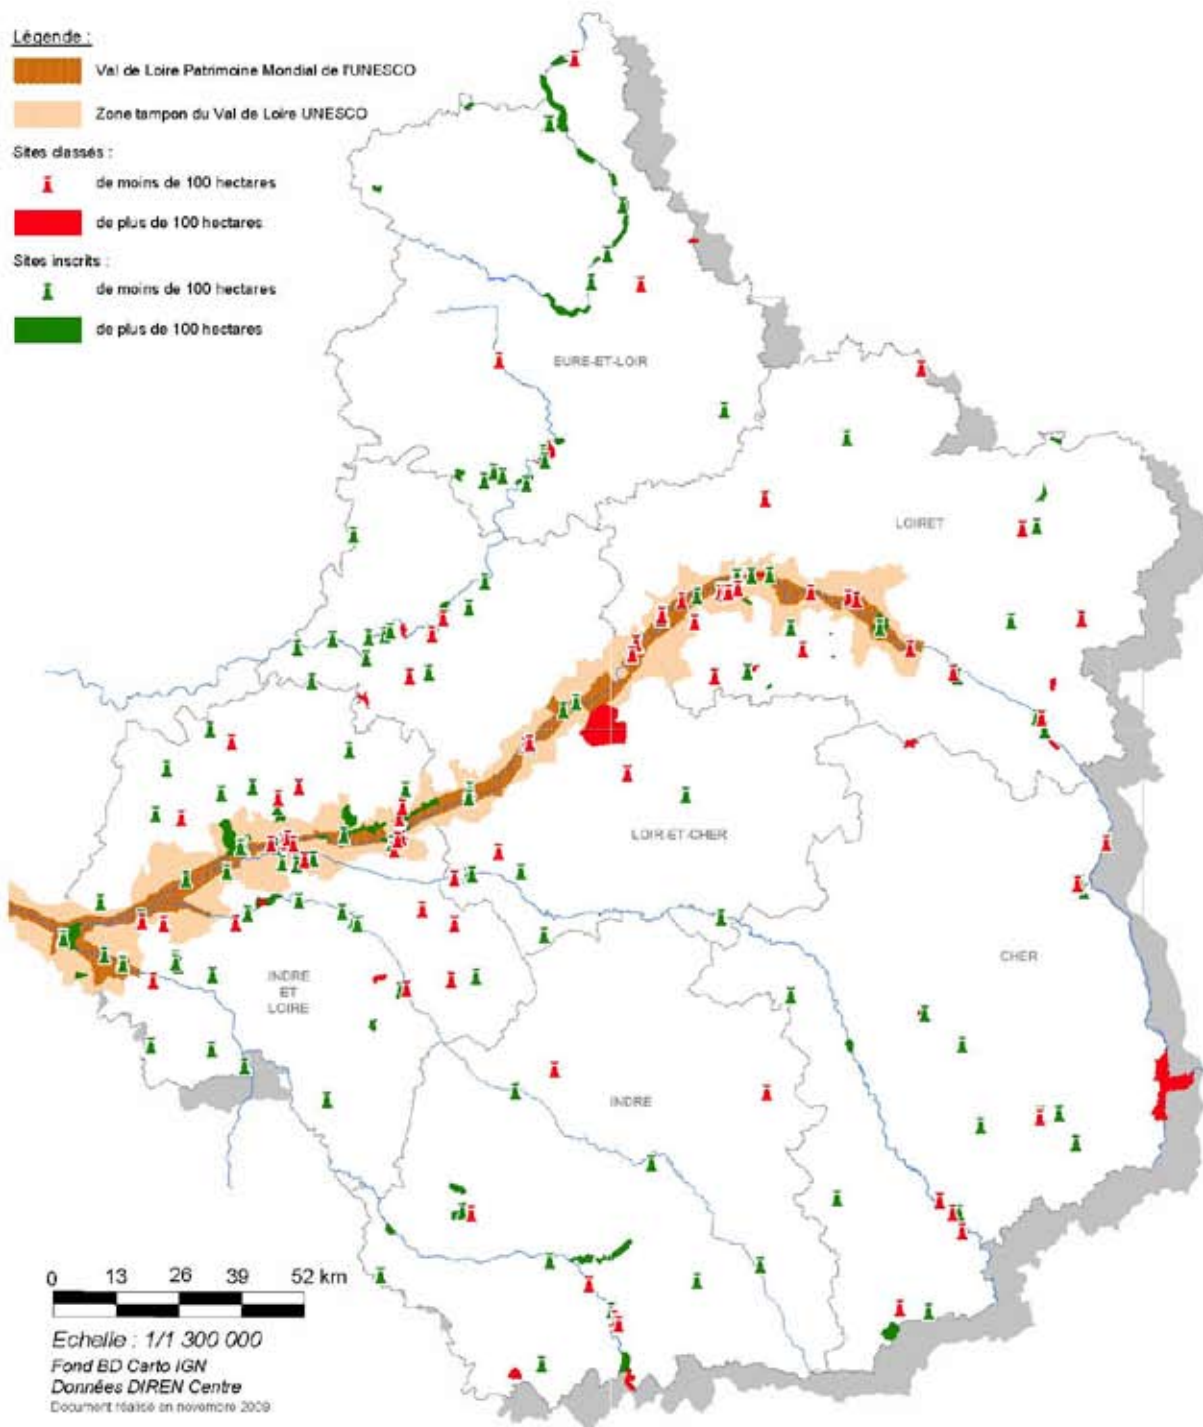 Légende :
Val de Loire Patrimoine Mondial de l'UNESCO
Zone tampon du Val de Loire UNESCO
Sites classés :
de moins de 100 hectares
de plus de 100 hectares
Sites inscrits :
de moins de 100 hectares
de plus de 100 hectares
EURE-ET-LOIR
LOIRET
LOIR-ET-CHER
CHER
INDRE
ET
LOIRE
INDRE
0 13 26 39 52 km
Echelle : 1/1 300 000
Fond BD Carto IGN
Données DIREN Centre
Document réalisé en novembre 2009